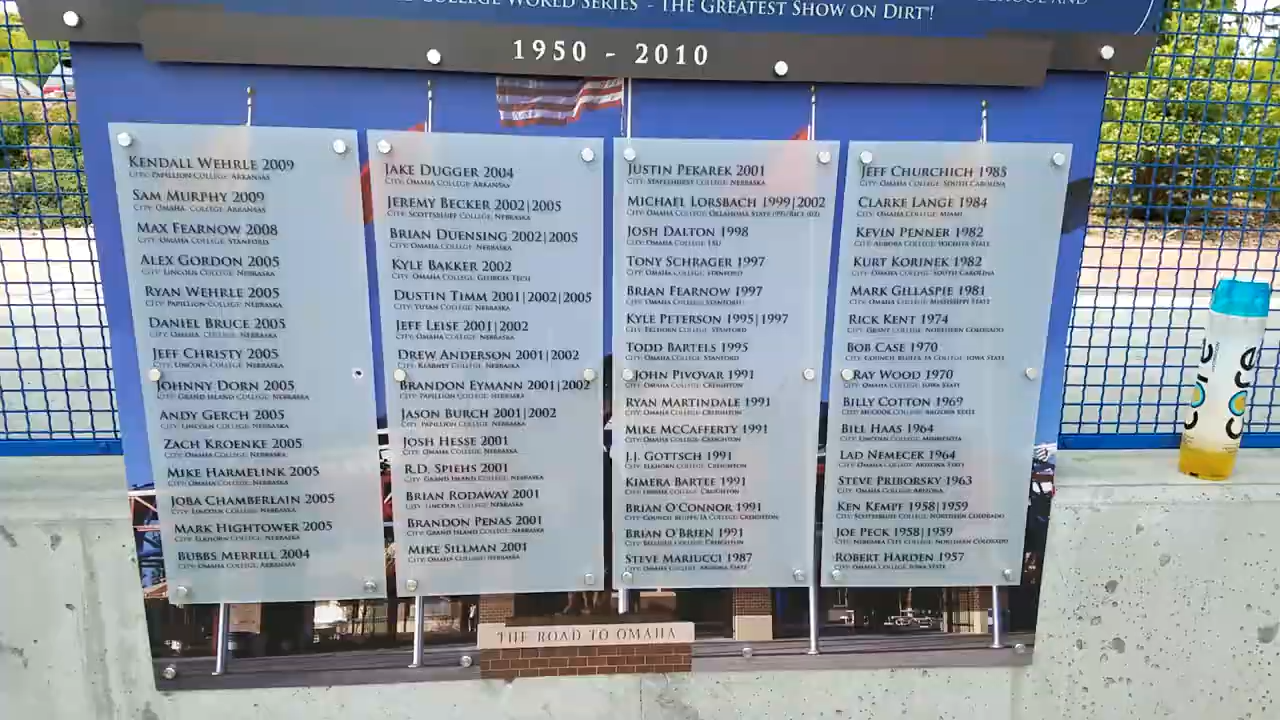 COLLEGE WORLD SERIES - THE GREATEST SHOW ON DIRT!
1950 - 2010
KENDALL WEHRLE 2009
CITY: PAPILLION COLLEGE: ARKANSAS
SAM MURPHY 2009
CITY: OMAHA COLLEGE: ARKANSAS
MAX FEARNOW 2008
CITY: OMAHA COLLEGE: STANFORD
ALEX GORDON 2005
CITY: LINCOLN COLLEGE: NEBRASKA
RYAN WEHRLE 2005
CITY: PAPILLION COLLEGE: NEBRASKA
DANIEL BRUCE 2005
CITY: OMAHA COLLEGE: NEBRASKA
JEFF CHRISTY 2005
CITY: LINCOLN COLLEGE: NEBRASKA
JOHNNY DORN 2005
CITY: GRAND ISLAND COLLEGE: NEBRASKA
ANDY GERCH 2005
CITY: LINCOLN COLLEGE: NEBRASKA
ZACH KROENKE 2005
CITY: OMAHA COLLEGE: NEBRASKA
MIKE HARMELINK 2005
CITY: OMAHA COLLEGE: NEBRASKA
JOBA CHAMBERLAIN 2005
CITY: LINCOLN COLLEGE: NEBRASKA
MARK HIGHTOWER 2005
CITY: OMAHA COLLEGE: NEBRASKA
BUBBS MERRILL 2004
CITY: OMAHA COLLEGE: ARKANSAS
JAKE DUGGER 2004
CITY: OMAHA COLLEGE: ARKANSAS
JEREMY BECKER 2002|2005
CITY: SCOTTSBLUFF COLLEGE: NEBRASKA
BRIAN DUENSING 2002|2005
CITY: OMAHA COLLEGE: NEBRASKA
KYLE BAKKER 2002
CITY: OMAHA COLLEGE: GEORGIA TECH
DUSTIN TIMM 2001|2002|2005
CITY: YUTAN COLLEGE: NEBRASKA
JEFF LEISE 2001|2002
CITY: OMAHA COLLEGE: NEBRASKA
DREW ANDERSON 2001|2002
CITY: KEARNEY COLLEGE: NEBRASKA
BRANDON EYMANN 2001|2002
CITY: PAPILLION COLLEGE: NEBRASKA
JASON BURCH 2001|2002
CITY: PAPILLION COLLEGE: NEBRASKA
JOSH HESSE 2001
CITY: OMAHA COLLEGE: NEBRASKA
R.D. SPIEHS 2001
CITY: GRAND ISLAND COLLEGE: NEBRASKA
BRIAN RODAWAY 2001
CITY: LINCOLN COLLEGE: NEBRASKA
BRANDON PENAS 2001
CITY: GRAND ISLAND COLLEGE: NEBRASKA
MIKE SILLMAN 2001
CITY: OMAHA COLLEGE: NEBRASKA
JUSTIN PEKAREK 2001
CITY: STAPLEHURST COLLEGE: NEBRASKA
MICHAEL LORSBACH 1999|2002
CITY: OMAHA COLLEGE: OKLAHOMA STATE (99)/RICE (02)
JOSH DALTON 1998
CITY: OMAHA COLLEGE: LSU
TONY SCHRAGER 1997
CITY: OMAHA COLLEGE: STANFORD
BRIAN FEARNOW 1997
CITY: OMAHA COLLEGE: STANFORD
KYLE PETERSON 1995|1997
CITY: ELKHORN COLLEGE: STANFORD
TODD BARTELS 1995
CITY: OMAHA COLLEGE: STANFORD
JOHN PIVOVAR 1991
CITY: OMAHA COLLEGE: CREIGHTON
RYAN MARTINDALE 1991
CITY: OMAHA COLLEGE: CREIGHTON
MIKE MCCAFFERTY 1991
CITY: OMAHA COLLEGE: CREIGHTON
J.J. GOTTSCH 1991
CITY: ELKHORN COLLEGE: CREIGHTON
KIMERA BARTEE 1991
CITY: OMAHA COLLEGE: CREIGHTON
BRIAN O'CONNOR 1991
CITY: COUNCIL BLUFFS, IA COLLEGE: CREIGHTON
BRIAN O'BRIEN 1991
CITY: BELLEVUE COLLEGE: CREIGHTON
STEVE MARIUCCI 1987
CITY: OMAHA COLLEGE: ARIZONA STATE
JEFF CHURCHICH 1985
CITY: OMAHA COLLEGE: SOUTH CAROLINA
CLARKE LANGE 1984
CITY: OMAHA COLLEGE: MIAMI
KEVIN PENNER 1982
CITY: AURORA COLLEGE: WICHITA STATE
KURT KORINEK 1982
CITY: OMAHA COLLEGE: SOUTH CAROLINA
MARK GILLASPIE 1981
CITY: OMAHA COLLEGE: MISSISSIPPI STATE
RICK KENT 1974
CITY: GRANT COLLEGE: NORTHERN COLORADO
BOB CASE 1970
CITY: COUNCIL BLUFFS, IA COLLEGE: IOWA STATE
RAY WOOD 1970
CITY: OMAHA COLLEGE: IOWA STATE
BILLY COTTON 1969
CITY: MCCOOK COLLEGE: ARIZONA STATE
BILL HAAS 1964
CITY: LINCOLN COLLEGE: MINNESOTA
LAD NEMECEK 1964
CITY: OMAHA COLLEGE: ARIZONA STATE
STEVE PRIBORSKY 1963
CITY: OMAHA COLLEGE: ARIZONA
KEN KEMPF 1958|1959
CITY: SCOTTSBLUFF COLLEGE: NORTHERN COLORADO
JOE PECK 1958|1959
CITY: NEBRASKA CITY COLLEGE: NORTHERN COLORADO
ROBERT HARDEN 1957
CITY: OMAHA COLLEGE: IOWA STATE
THE ROAD TO OMAHA
core
core